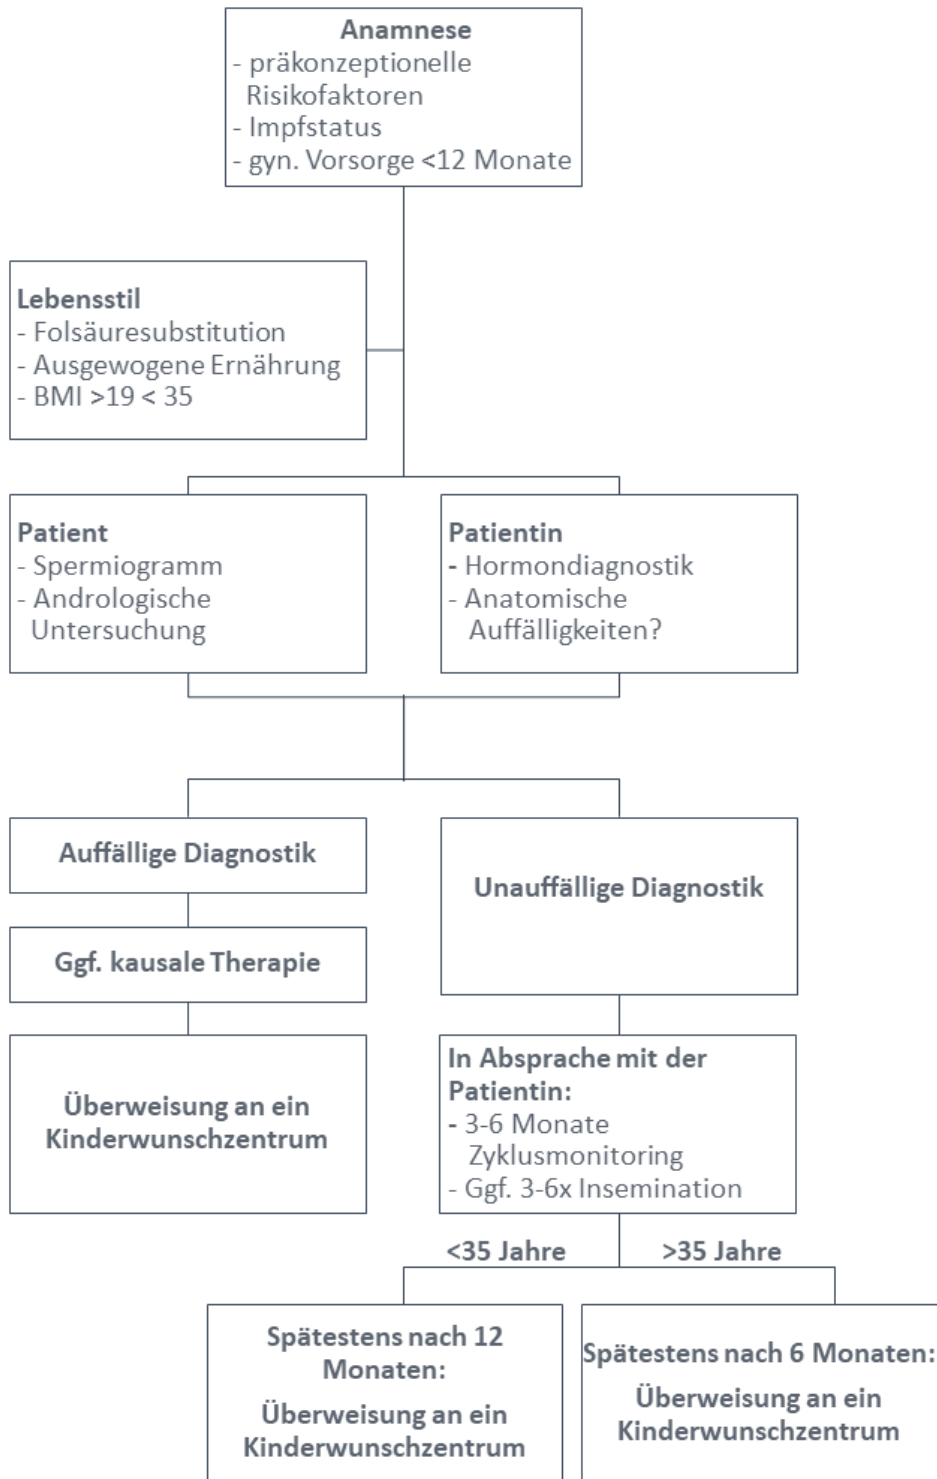 Anamnese
- präkonzeptionelle
Risikofaktoren
- Impfstatus
- gyn. Vorsorge <12 Monate
Lebensstil
- Folsäuresubstitution
- Ausgewogene Ernährung
- BMI >19 < 35
Patient
- Spermiogramm
- Andrologische
Untersuchung
Patientin
- Hormondiagnostik
- Anatomische
Auffälligkeiten?
Auffällige Diagnostik
Unauffällige Diagnostik
Ggf. kausale Therapie
Überweisung an ein
Kinderwunschzentrum
In Absprache mit der
Patientin:
- 3-6 Monate
Zyklusmonitoring
- Ggf. 3-6x Insemination
<35 Jahre
>35 Jahre
Spätestens nach 12
Monaten:
Überweisung an ein
Kinderwunschzentrum
Spätestens nach 6 Monaten:
Überweisung an ein
Kinderwunschzentrum